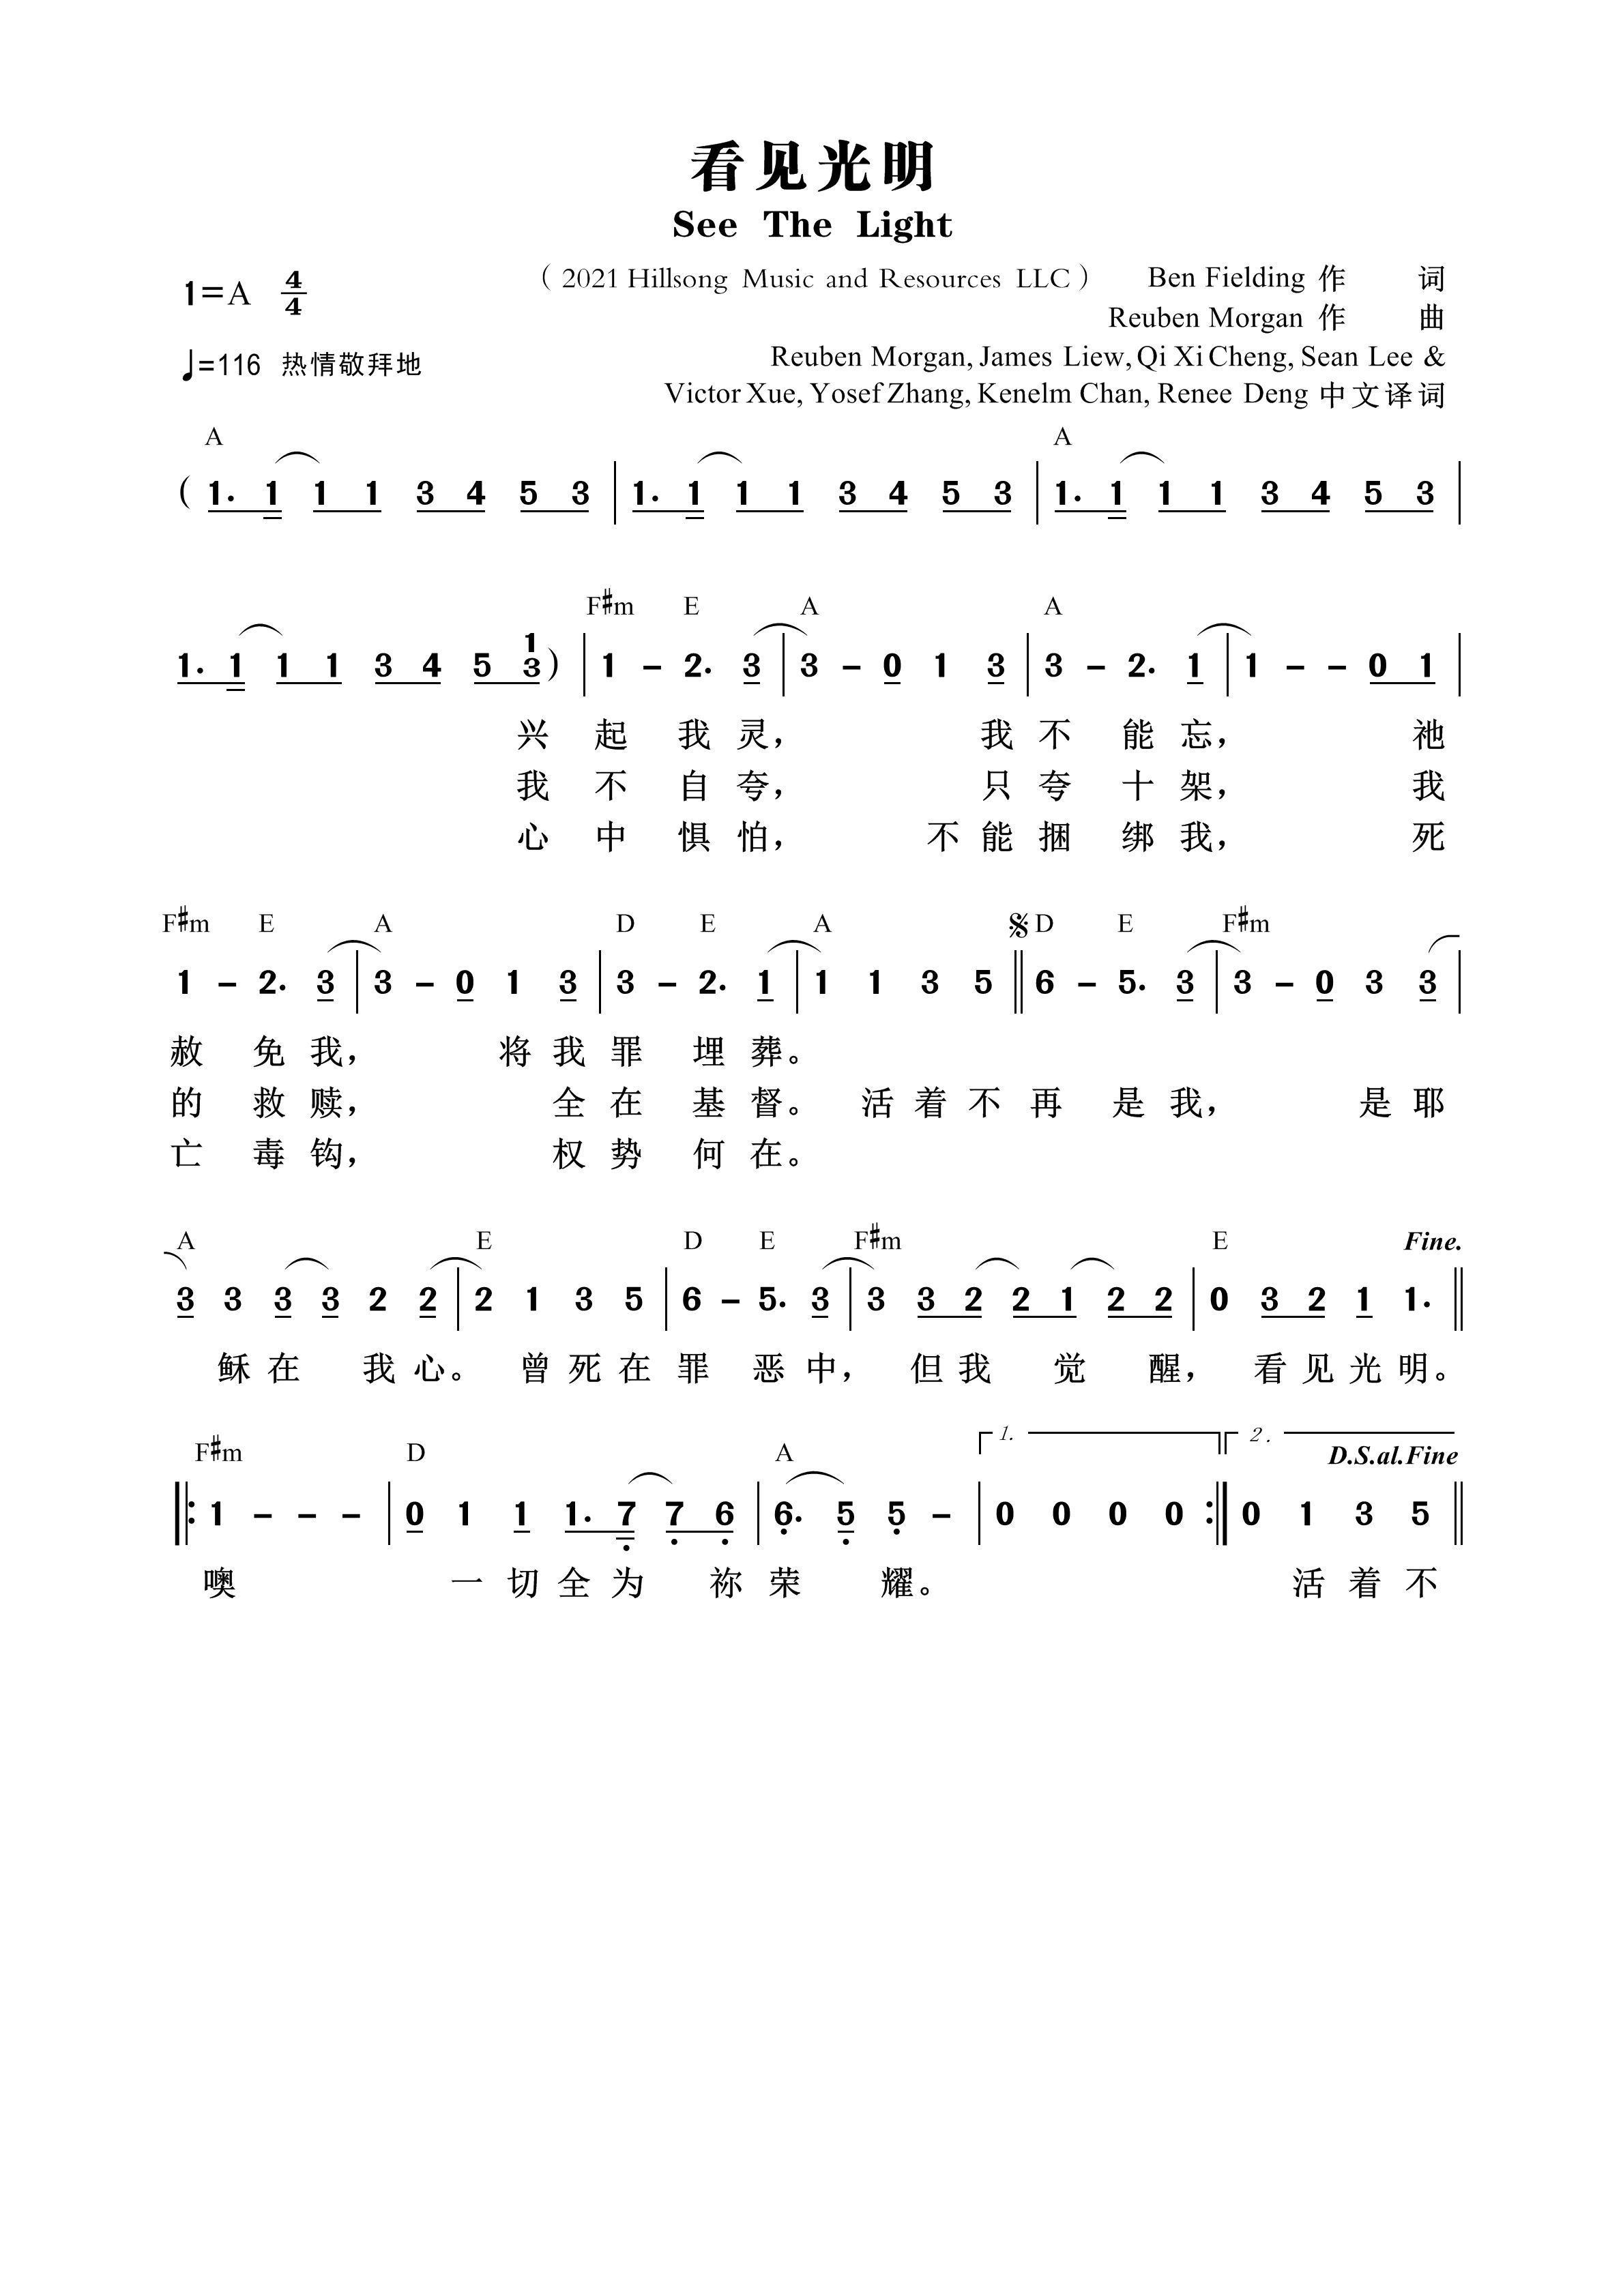 看见光明
See The Light
1=A 4/4 （2021 Hillsong Music and Resources LLC） Ben Fielding 作 词
Reuben Morgan 作 曲
♩=116 热情敬拜地 Reuben Morgan, James Liew, Qi Xi Cheng, Sean Lee &
Victor Xue, Yosef Zhang, Kenelm Chan, Renee Deng 中文译词
A A
( 1. 1 1 1 3 4 5 3 | 1. 1 1 1 3 4 5 3 | 1. 1 1 1 3 4 5 3 |
F#m E A A
1. 1 1 1 3 4 5 1/3 ) | 1 – 2. 3 | 3 – 0 1 3 | 3 – 2. 1 | 1 – – 0 1 |
兴 起 我 灵， 我 不 能 忘， 祂
我 不 自 夸， 只 夸 十 架， 我
心 中 惧 怕， 不 能 捆 绑 我， 死
F#m E A D E A 𝄋 D E F#m
1 – 2. 3 | 3 – 0 1 3 | 3 – 2. 1 | 1 1 3 5 || 6 – 5. 3 | 3 – 0 3 3 |
赦 免 我， 将 我 罪 埋 葬。
的 救 赎， 全 在 基 督。 活 着 不 再 是 我， 是 耶
亡 毒 钩， 权 势 何 在。
A E D E F#m E Fine.
3 3 3 3 2 2 | 2 1 3 5 | 6 – 5. 3 | 3 3 2 2 1 2 2 | 0 3 2 1 1. ||
稣 在 我 心。 曾 死 在 罪 恶 中， 但 我 觉 醒， 看 见 光 明。
F#m D A 1. 2. D.S.al.Fine
||: 1 – – – | 0 1 1 1. 7̣ 7̣ 6̣ | 6̣. 5̣ 5̣ – | 0 0 0 0 :|| 0 1 3 5 ||
噢 一 切 全 为 祢 荣 耀。 活 着 不